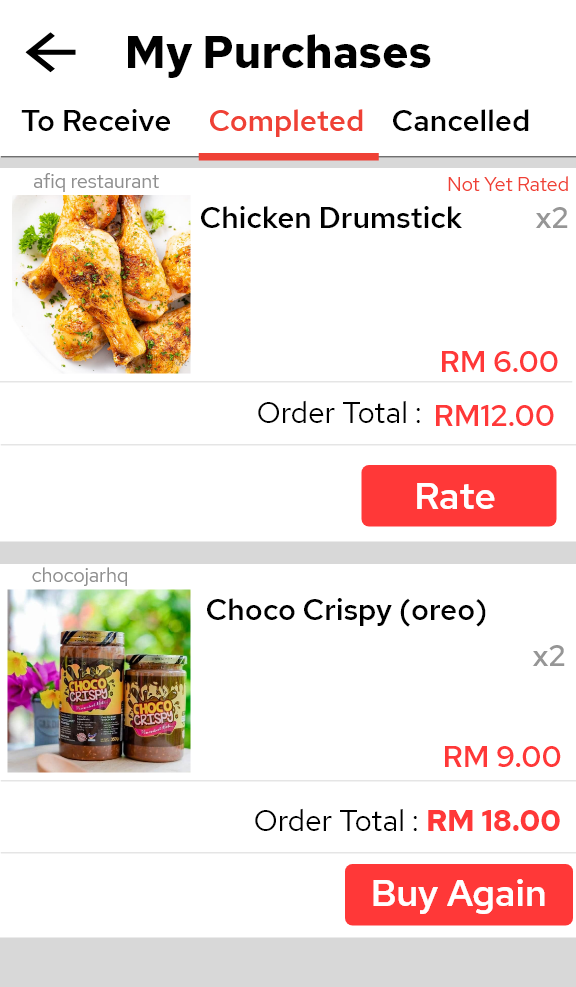 My Purchases
To Receive Completed Cancelled
afiq restaurant
Not Yet Rated
Chicken Drumstick x2
RM 6.00
Order Total : RM12.00
Rate
chocojarhq
Choco Crispy (oreo)
x2
CHOCO
CRISPY
CHOCO
CRISPY
RM 9.00
Order Total : RM 18.00
Buy Again